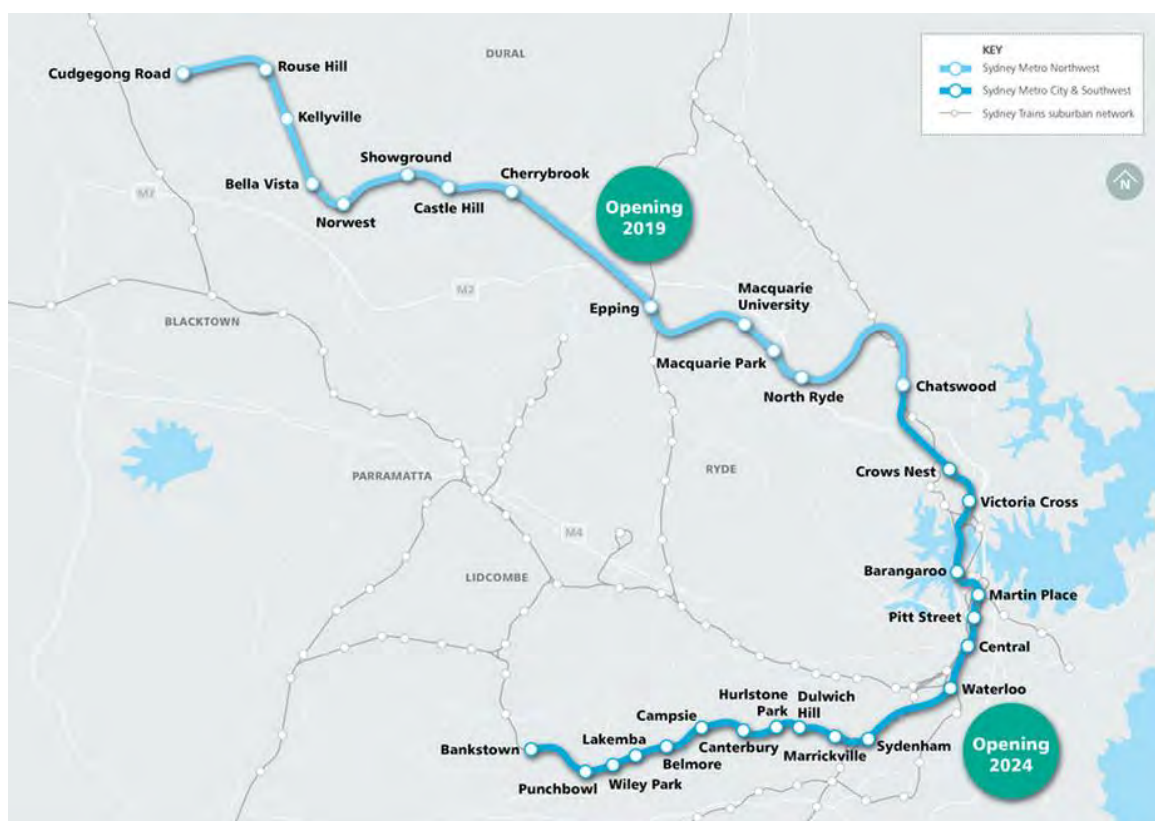 KEY
Sydney Metro Northwest
Sydney Metro City & Southwest
Sydney Trains suburban network
N
DURAL
Cudgegong Road
Rouse Hill
Kellyville
Bella Vista
Norwest
Showground
Castle Hill
Cherrybrook
Opening
2019
M7
M2
BLACKTOWN
Epping
Macquarie
University
Macquarie Park
North Ryde
Chatswood
PARRAMATTA
RYDE
Crows Nest
Victoria Cross
M4
LIDCOMBE
Barangaroo
Martin Place
Pitt Street
Central
Waterloo
Sydenham
Marrickville
Dulwich
Hill
Hurlstone
Park
Canterbury
Campsie
Belmore
Lakemba
Wiley Park
Punchbowl
Bankstown
Opening
2024